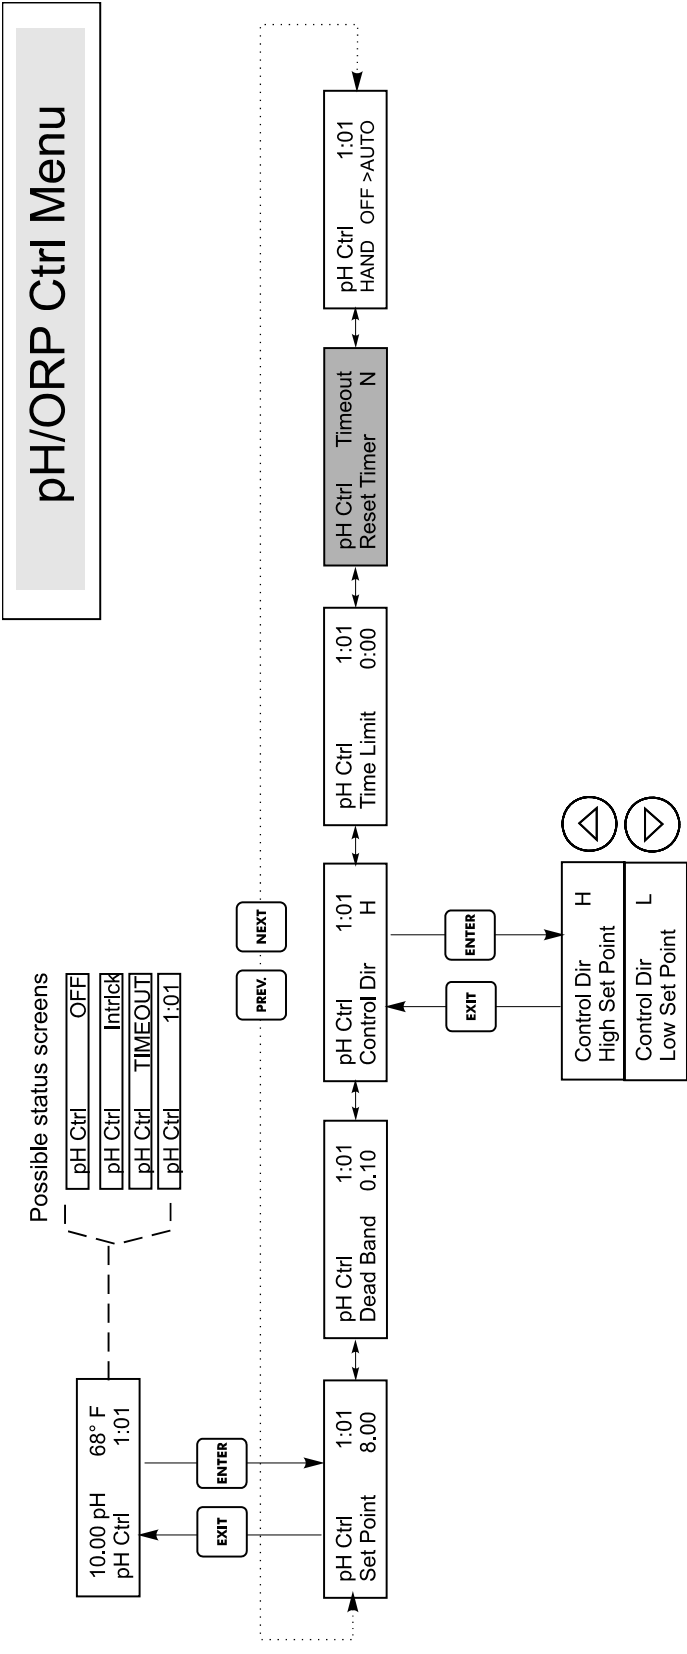 pH/ORP Ctrl Menu
Possible status screens
pH Ctrl OFF
pH Ctrl Intrlck
pH Ctrl TIMEOUT
pH Ctrl 1:01
10.00 pH 68° F
pH Ctrl 1:01
EXIT
ENTER
PREV.
NEXT
pH Ctrl 1:01
Set Point 8.00
pH Ctrl 1:01
Dead Band 0.10
pH Ctrl 1:01
Control Dir H
pH Ctrl 1:01
Time Limit 0:00
pH Ctrl Timeout
Reset Timer N
pH Ctrl 1:01
HAND OFF >AUTO
EXIT
ENTER
Control Dir H
High Set Point
Control Dir L
Low Set Point